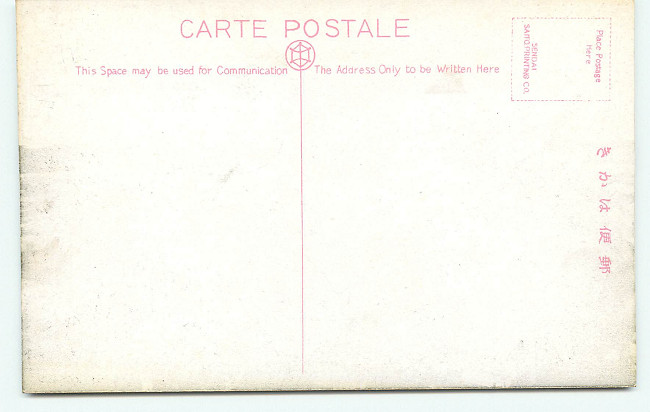 CARTE POSTALE
This Space may be used for Communication
The Address Only to be Written Here
Place Postage
Here
SENDAI
SAITO PRINTING CO.
きかは便郵